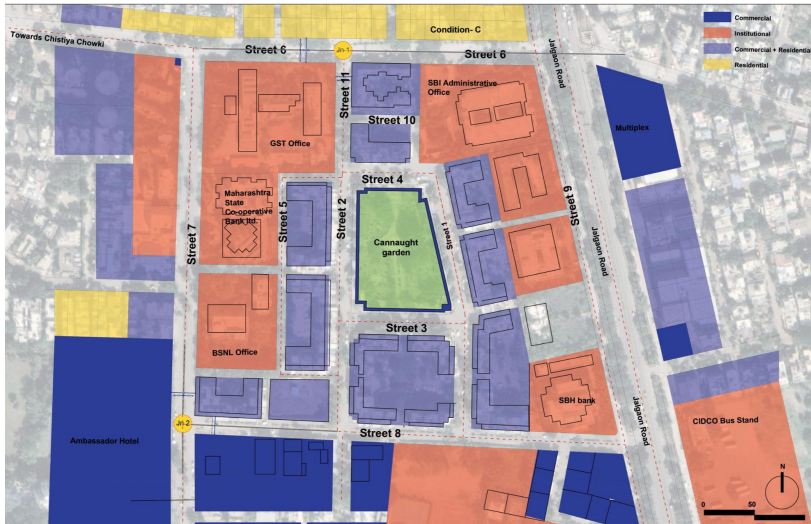 Towards Chistiya Chowki
Street 6
Jn-1
Condition- C
Street 6
Jalgaon Road
Commercial
Institutional
Commercial + Residential
Residential
Street 11
SBI Administrative
Office
Street 10
GST Office
Multiplex
Maharastra
State
Co-operative
Bank ltd.
Street 7
Street 5
Street 2
Street 4
Cannaught
garden
Street 1
Street 9
Jalgaon Road
BSNL Office
Street 3
SBH bank
Jalgaon Road
CIDCO Bus Stand
Jn-2
Ambassador Hotel
Street 8
N
0
50